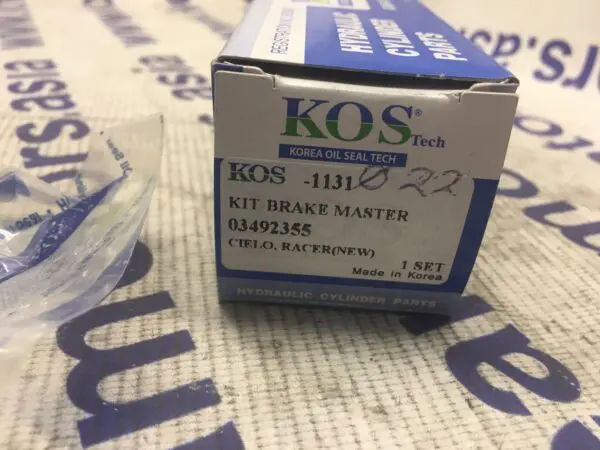 HYDRAULIC
CYLINDER
PARTS
KOS®
Tech
KOREA OIL SEAL TECH
KOS -1131
022
KIT BRAKE MASTER
03492355
CIELO, RACER(NEW)
1 SET
Made in Korea
HYDRAULIC CYLINDER PARTS